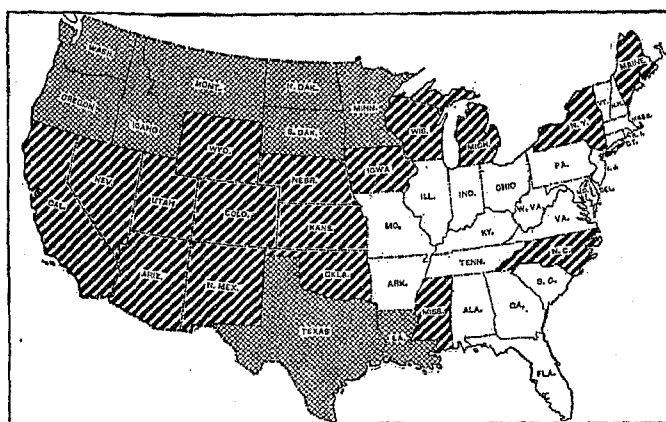 WASH.
MONT.
N. DAK.
MINN.
OREGON
IDAHO
S. DAK.
WIS.
MICH.
N. Y.
MAINE
VT.
N.H.
MASS.
R. I.
CT.
WYO.
NEBR.
IOWA
PA.
N.J.
DEL.
NEV.
UTAH
COLO.
KANS.
MO.
ILL.
IND.
OHIO
W. VA.
VA.
KY.
CAL.
ARIZ.
N. MEX.
OKLA.
ARK.
TENN.
N. C.
S. C.
TEXAS
LA.
MISS.
ALA.
GA.
FLA.